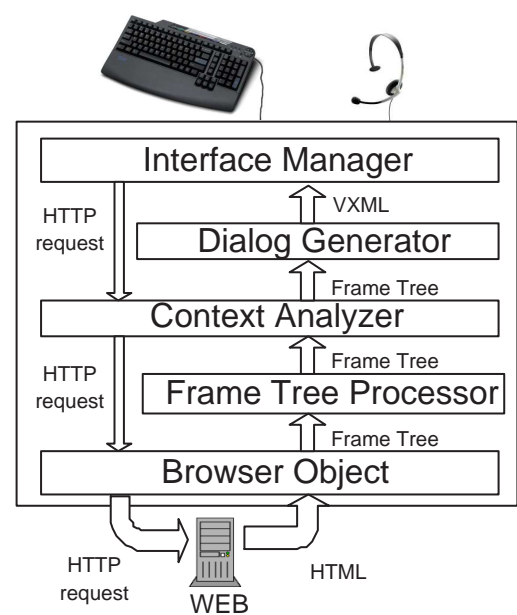 Interface Manager
HTTP
request
VXML
Dialog Generator
Frame Tree
Context Analyzer
HTTP
request
Frame Tree
Frame Tree Processor
Frame Tree
Browser Object
HTTP
request
WEB
HTML